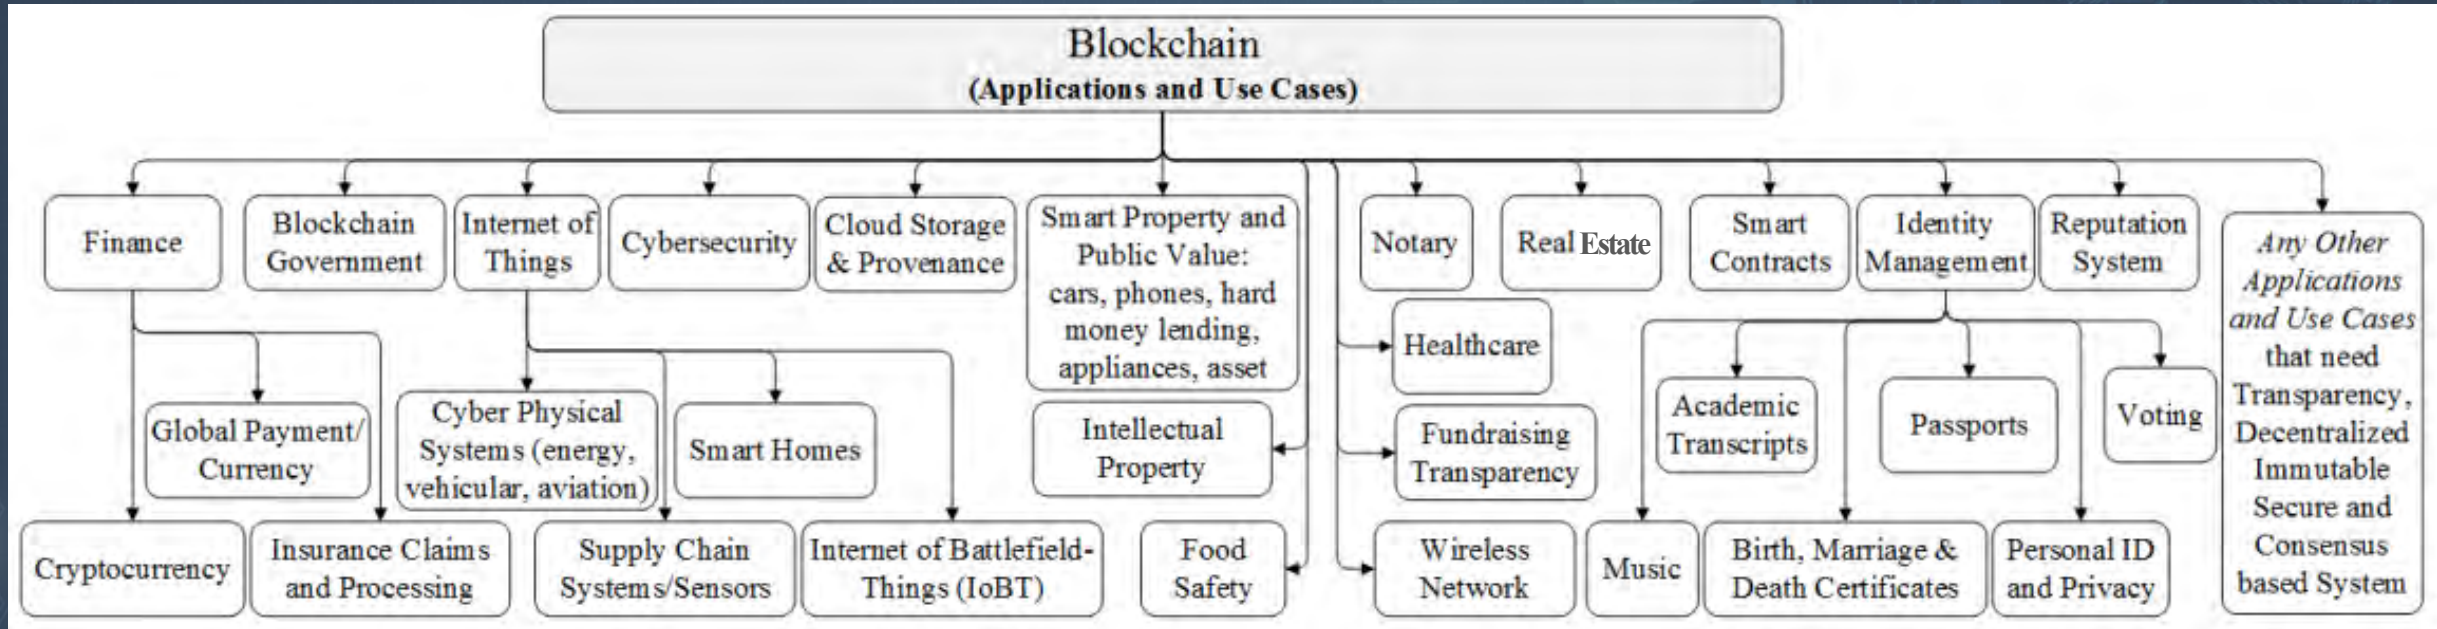 Blockchain
(Applications and Use Cases)
Finance
Blockchain
Government
Internet of
Things
Cybersecurity
Cloud Storage
& Provenance
Smart Property and
Public Value:
cars, phones, hard
money lending,
appliances, asset
Notary
Real Estate
Smart
Contracts
Identity
Management
Reputation
System
Any Other
Applications
and Use Cases
that need
Transparency,
Decentralized
Immutable
Secure and
Consensus
based System
Healthcare
Global Payment/
Currency
Cyber Physical
Systems (energy,
vehicular, aviation)
Smart Homes
Intellectual
Property
Fundraising
Transparency
Academic
Transcripts
Passports
Voting
Cryptocurrency
Insurance Claims
and Processing
Supply Chain
Systems/Sensors
Internet of Battlefield-
Things (IoBT)
Food
Safety
Wireless
Network
Music
Birth, Marriage &
Death Certificates
Personal ID
and Privacy